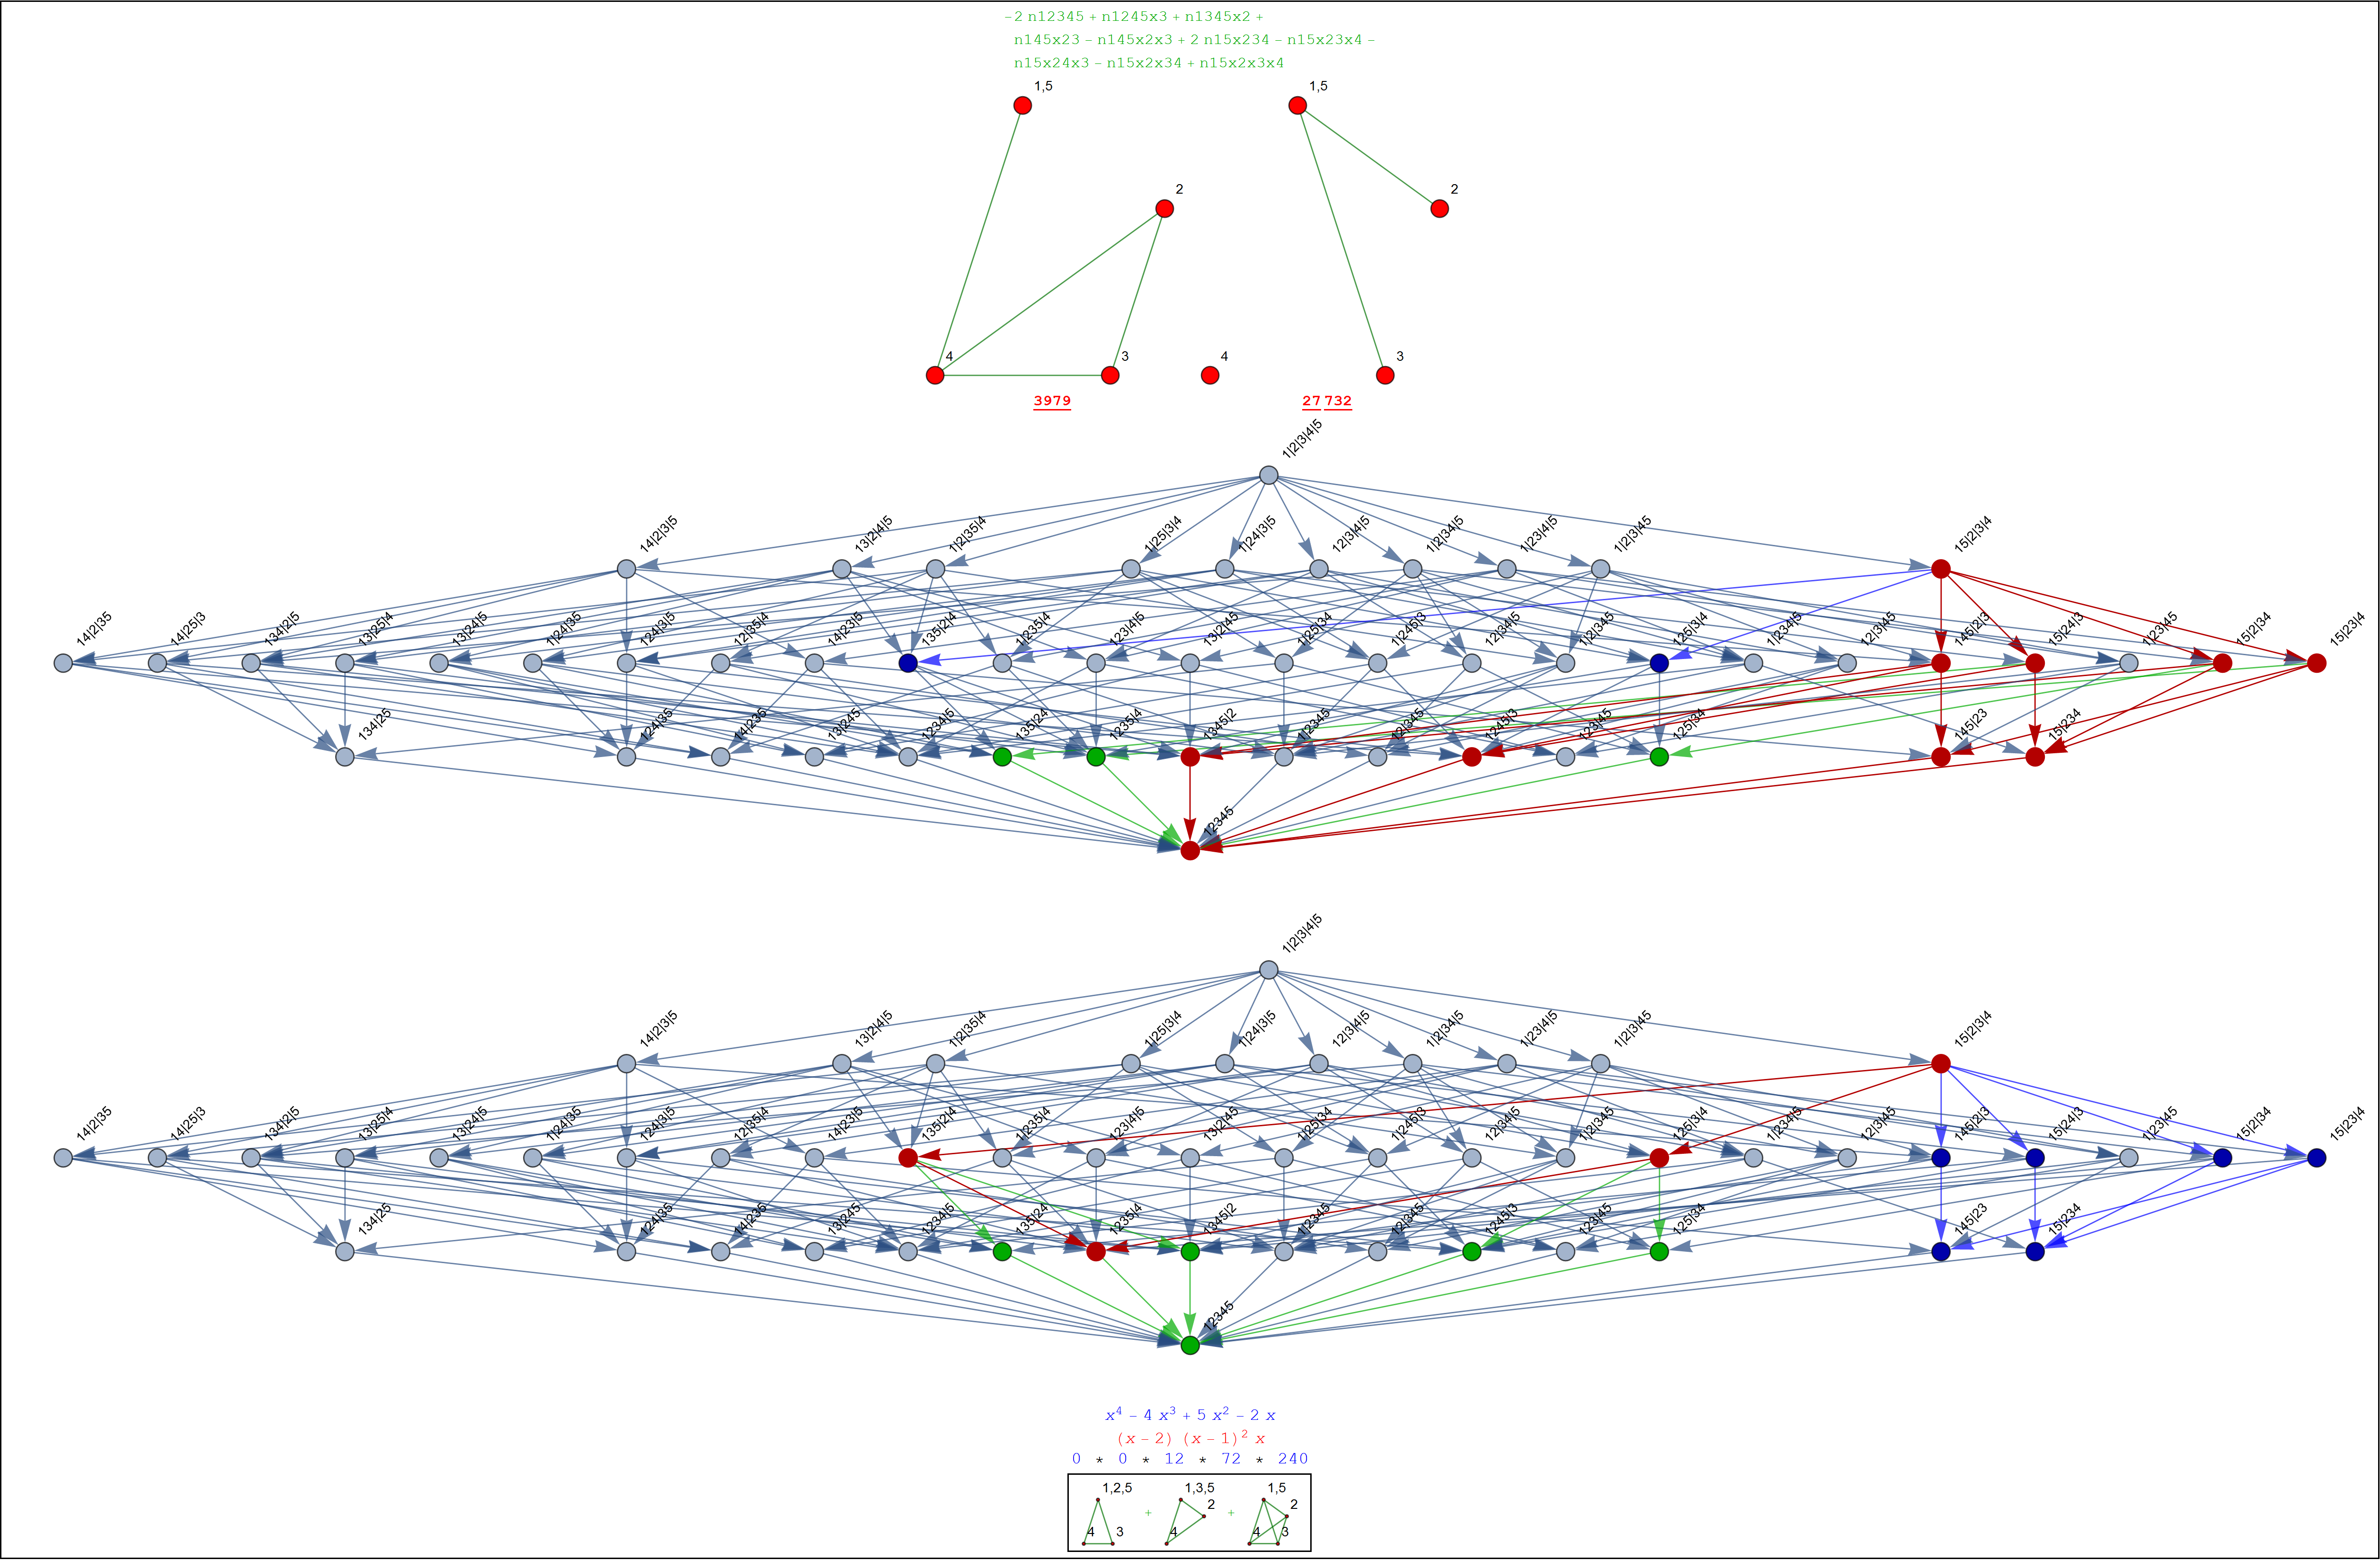 -2 n12345 + n1245x3 + n1345x2 +
n145x23 - n145x2x3 + 2 n15x234 - n15x23x4 -
n15x24x3 - n15x2x34 + n15x2x3x4
1,5 1,5
2 2
4 3 4 3
3979 27 732
1|2|3|4|5
14|2|3|5 13|2|4|5 1|2|35|4 1|25|3|4 1|24|3|5 12|3|4|5 1|2|34|5 1|23|4|5 1|2|3|45 15|2|3|4
14|2|35 14|25|3 134|2|5 13|25|4 13|24|5 1|24|35 124|3|5 12|35|4 14|23|5 135|2|4 1|235|4 123|4|5 13|2|45 1|25|34 1|245|3 12|34|5 1|2|345 125|3|4 1|234|5 12|3|45 145|2|3 15|24|3 1|23|45 15|2|34 15|23|4
134|25 124|35 14|235 13|245 1234|5 135|24 1235|4 1345|2 1|2345 12|345 1245|3 123|45 125|34 145|23 15|234
12345
1|2|3|4|5
14|2|3|5 13|2|4|5 1|2|35|4 1|25|3|4 1|24|3|5 12|3|4|5 1|2|34|5 1|23|4|5 1|2|3|45 15|2|3|4
14|2|35 14|25|3 134|2|5 13|25|4 13|24|5 1|24|35 124|3|5 12|35|4 14|23|5 135|2|4 1|235|4 123|4|5 13|2|45 1|25|34 1|245|3 12|34|5 1|2|345 125|3|4 1|234|5 12|3|45 145|2|3 15|24|3 1|23|45 15|2|34 15|23|4
134|25 124|35 14|235 13|245 1234|5 135|24 1235|4 1345|2 1|2345 12|345 1245|3 123|45 125|34 145|23 15|234
12345
x⁴ - 4 x³ + 5 x² - 2 x
(x - 2) (x - 1)² x
0 * 0 * 12 * 72 * 240
1,2,5 1,3,5 1,5
+ 2 + 2
4 3 4 4 3